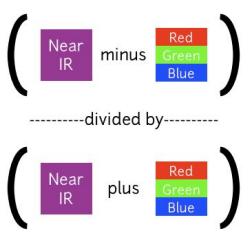 Near
IR
minus
Red
Green
Blue
----------divided by----------
Near
IR
plus
Red
Green
Blue